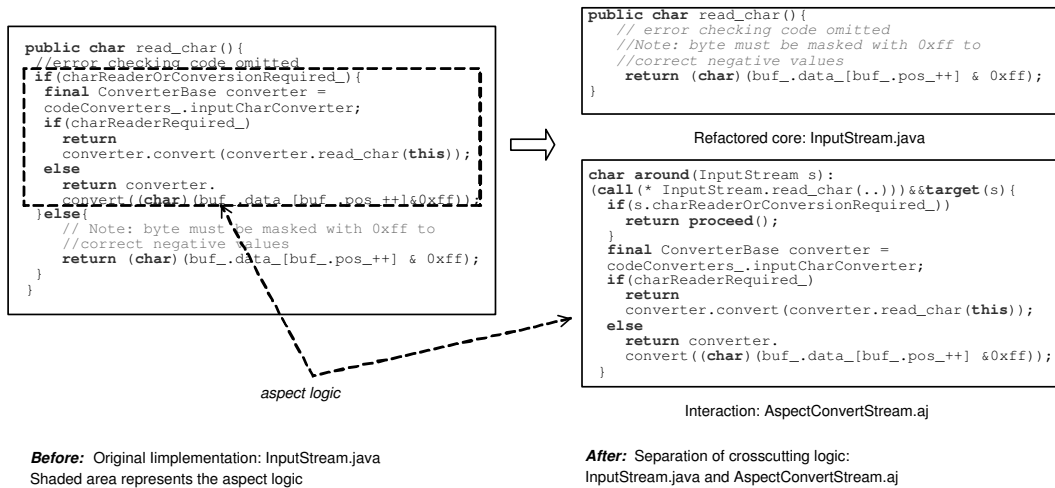 public char read_char(){
//error checking code omitted
if(charReaderOrConversionRequired_){
final ConverterBase converter =
codeConverters_.inputCharConverter;
if(charReaderRequired_)
return
converter.convert(converter.read_char(this));
else
return converter.
convert((char)(buf_.data_[buf_.pos_++]&0xff));
}else{
// Note: byte must be masked with 0xff to
//correct negative values
return (char)(buf_.data_[buf_.pos_++] & 0xff);
}
}
aspect logic
Before: Original Iimplementation: InputStream.java
Shaded area represents the aspect logic
public char read_char(){
// error checking code omitted
//Note: byte must be masked with 0xff to
//correct negative values
return (char)(buf_.data_[buf_.pos_++] & 0xff);
}
Refactored core: InputStream.java
char around(InputStream s):
(call(* InputStream.read_char(..)))&&target(s){
if(s.charReaderOrConversionRequired_))
return proceed();
}
final ConverterBase converter =
codeConverters_.inputCharConverter;
if(charReaderRequired_)
return
converter.convert(converter.read_char(this));
else
return converter.
convert((char)(buf_.data_[buf_.pos_++] &0xff));
}
Interaction: AspectConvertStream.aj
After: Separation of crosscutting logic:
InputStream.java and AspectConvertStream.aj